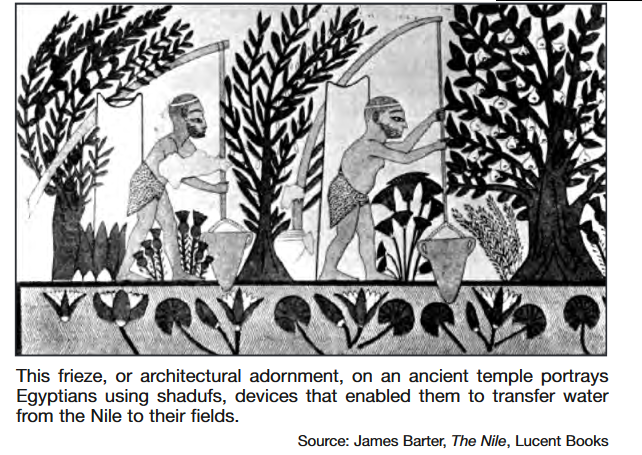 This frieze, or architectural adornment, on an ancient temple portrays
Egyptians using shadufs, devices that enabled them to transfer water
from the Nile to their fields.
Source: James Barter, The Nile, Lucent Books